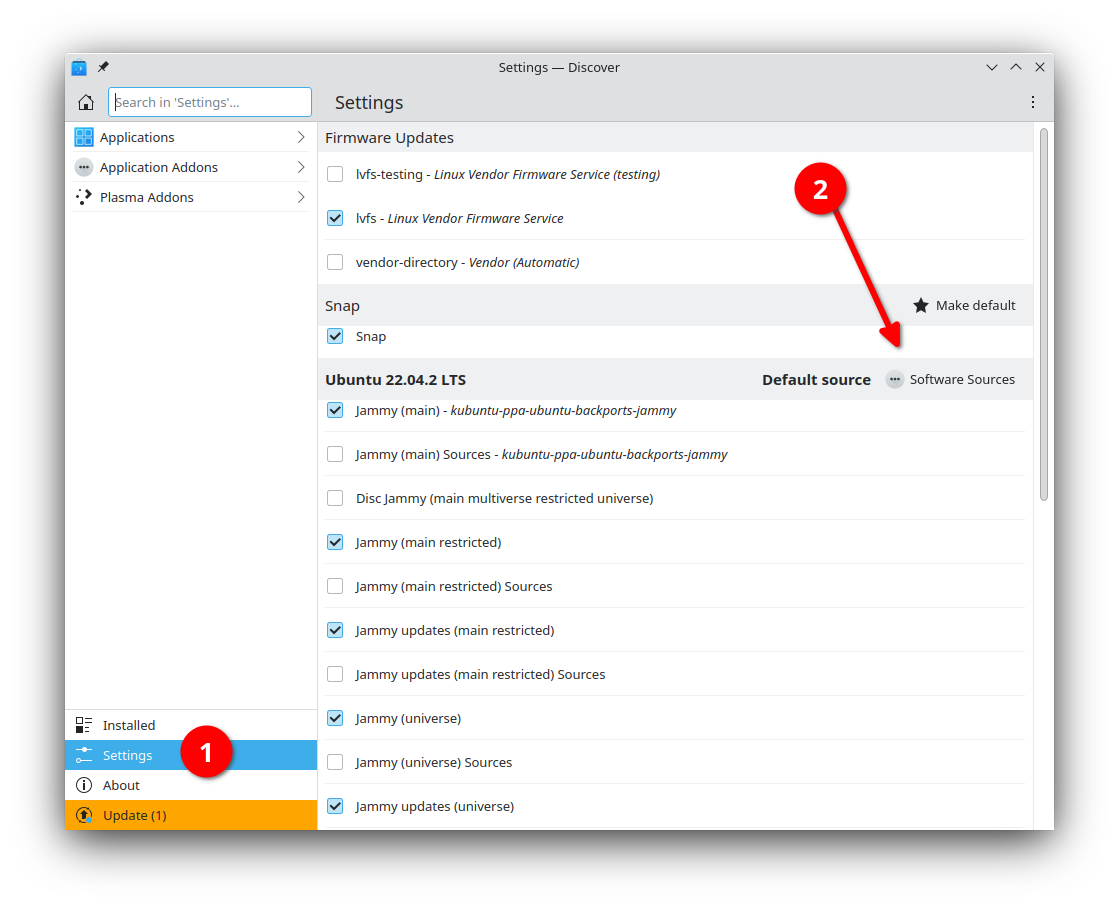 Settings — Discover
Search in 'Settings'...
Settings
Applications
Application Addons
Plasma Addons
Installed
Settings
1
About
Update (1)
Firmware Updates
lvfs-testing - Linux Vendor Firmware Service (testing)
2
lvfs - Linux Vendor Firmware Service
vendor-directory - Vendor (Automatic)
Snap
Make default
Snap
Ubuntu 22.04.2 LTS
Default source
Software Sources
Jammy (main) - kubuntu-ppa-ubuntu-backports-jammy
Jammy (main) Sources - kubuntu-ppa-ubuntu-backports-jammy
Disc Jammy (main multiverse restricted universe)
Jammy (main restricted)
Jammy (main restricted) Sources
Jammy updates (main restricted)
Jammy updates (main restricted) Sources
Jammy (universe)
Jammy (universe) Sources
Jammy updates (universe)